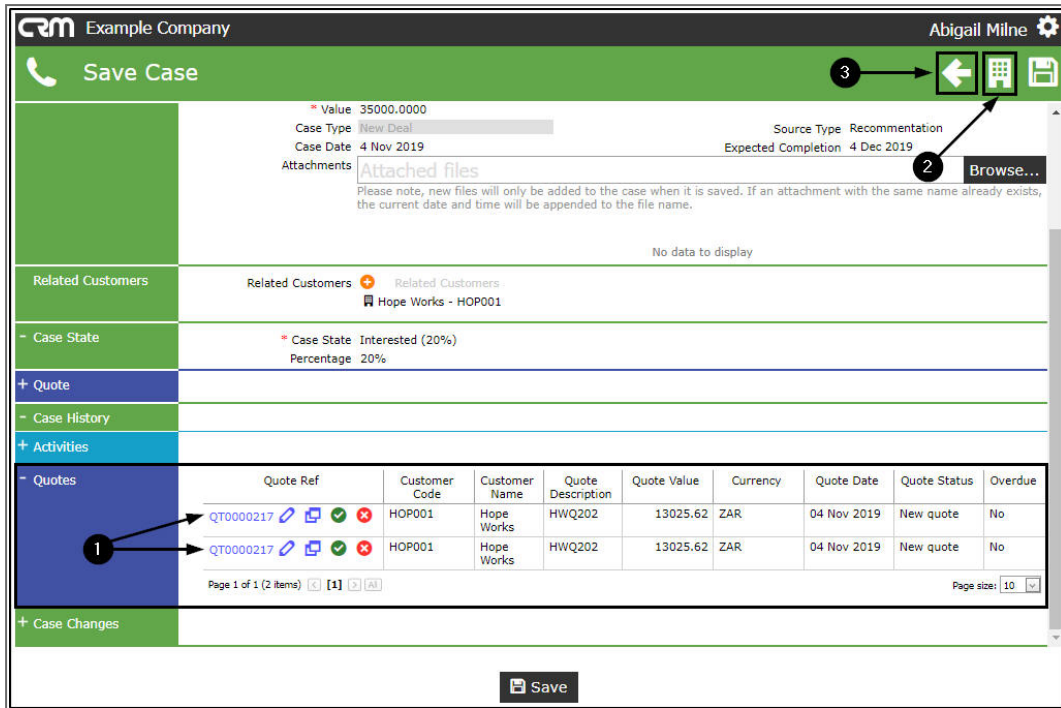 CRM Example Company
Abigail Milne
Save Case
3
* Value 35000.0000
Case Type New Deal
Source Type Recommentation
Case Date 4 Nov 2019
Expected Completion 4 Dec 2019
2
Attachments Attached files
Browse...
Please note, new files will only be added to the case when it is saved. If an attachment with the same name already exists,
the current date and time will be appended to the file name.
No data to display
Related Customers
Related Customers Related Customers
Hope Works - HOP001
- Case State
* Case State Interested (20%)
Percentage 20%
+ Quote
- Case History
+ Activities
- Quotes
Quote Ref Customer Code Customer Name Quote Description Quote Value Currency Quote Date Quote Status Overdue
1
QT0000217 HOP001 Hope Works HWQ202 13025.62 ZAR 04 Nov 2019 New quote No
QT0000217 HOP001 Hope Works HWQ202 13025.62 ZAR 04 Nov 2019 New quote No
Page 1 of 1 (2 items) < [1] > All
Page size: 10
+ Case Changes
Save